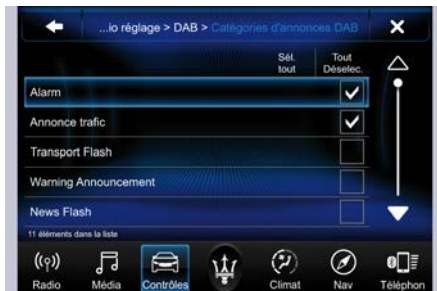 ...io réglage > DAB > Catégories d'annonces DAB
Sél. tout
Tout Déselec.
Alarm
Annonce trafic
Transport Flash
Warning Announcement
News Flash
11 éléments dans la liste
Radio Média Contrôles Climat Nav Téléphon